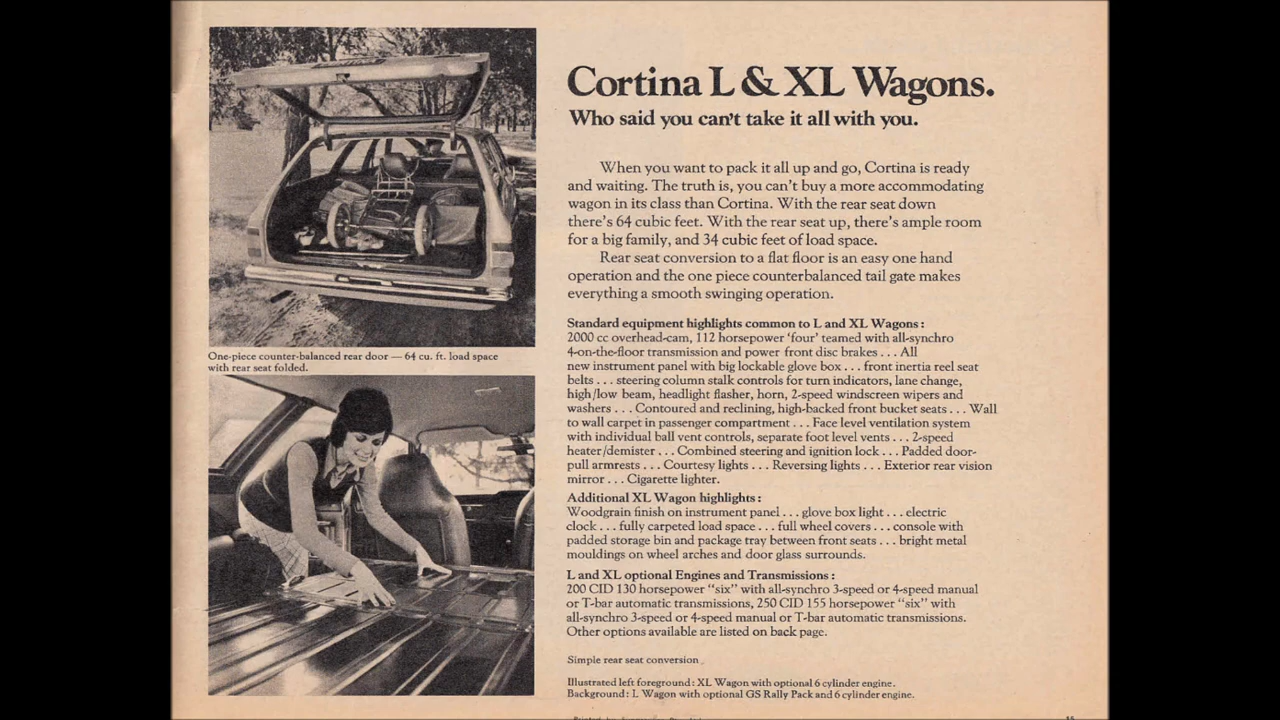 Cortina L & XL Wagons.
Who said you can't take it all with you.
When you want to pack it all up and go, Cortina is ready
and waiting. The truth is, you can't buy a more accommodating
wagon in its class than Cortina. With the rear seat down
there's 64 cubic feet. With the rear seat up, there's ample room
for a big family, and 34 cubic feet of load space.
Rear seat conversion to a flat floor is an easy one hand
operation and the one piece counterbalanced tail gate makes
everything a smooth swinging operation.
One-piece counter-balanced rear door — 64 cu. ft. load space
with rear seat folded.
Standard equipment highlights common to L and XL Wagons :
2000 cc overhead-cam, 112 horsepower 'four' teamed with all-synchro
4-on-the-floor transmission and power front disc brakes . . . All
new instrument panel with big lockable glove box . . . front inertia reel seat
belts . . . steering column stalk controls for turn indicators, lane change,
high/low beam, headlight flasher, horn, 2-speed windscreen wipers and
washers . . . Contoured and reclining, high-backed front bucket seats . . . Wall
to wall carpet in passenger compartment . . . Face level ventilation system
with individual ball vent controls, separate foot level vents . . . 2-speed
heater/demister . . . Combined steering and ignition lock . . . Padded door-
pull armrests . . . Courtesy lights . . . Reversing lights . . . Exterior rear vision
mirror . . . Cigarette lighter.
Additional XL Wagon highlights :
Woodgrain finish on instrument panel . . . glove box light . . . electric
clock . . . fully carpeted load space . . . full wheel covers . . . console with
padded storage bin and package tray between front seats . . . bright metal
mouldings on wheel arches and door glass surrounds.
L and XL optional Engines and Transmissions :
200 CID 130 horsepower "six" with all-synchro 3-speed or 4-speed manual
or T-bar automatic transmissions, 250 CID 155 horsepower "six" with
all-synchro 3-speed or 4-speed manual or T-bar automatic transmissions.
Other options available are listed on back page.
Simple rear seat conversion
Illustrated left foreground : XL Wagon with optional 6 cylinder engine.
Background : L Wagon with optional GS Rally Pack and 6 cylinder engine.